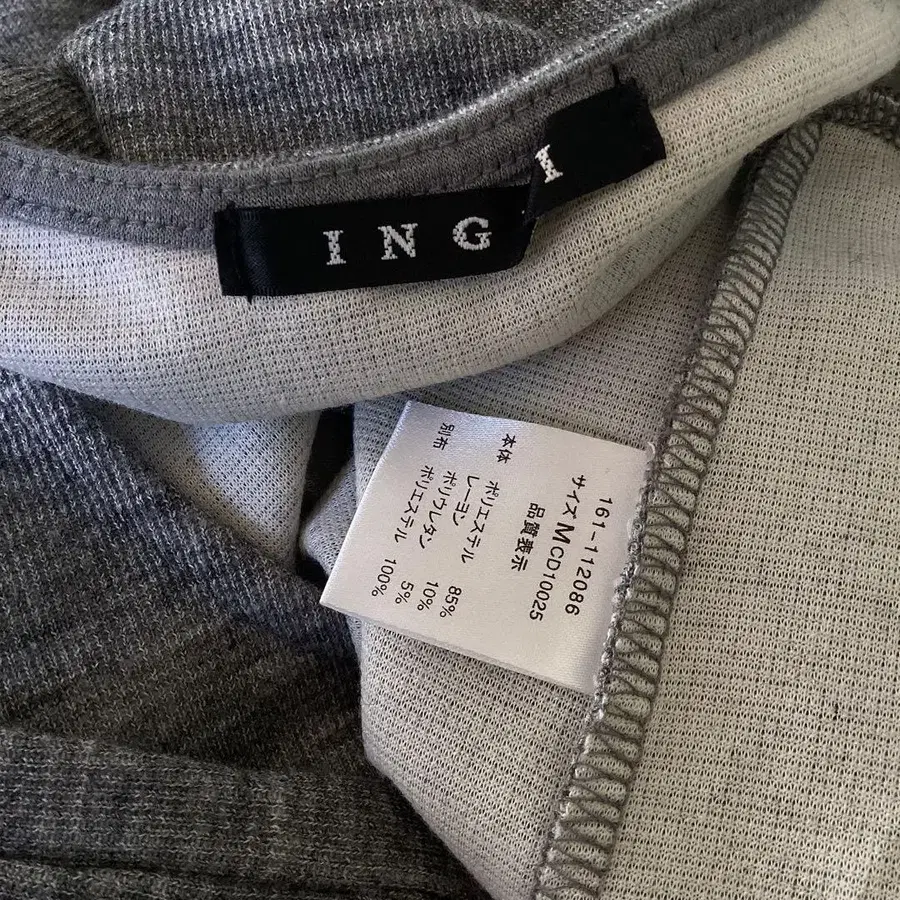 ING
M
161-112086
サイズ M CD10025
品質表示
本体 ポリエステル 85%
レーヨン 10%
ポリウレタン 5%
別布 ポリエステル 100%